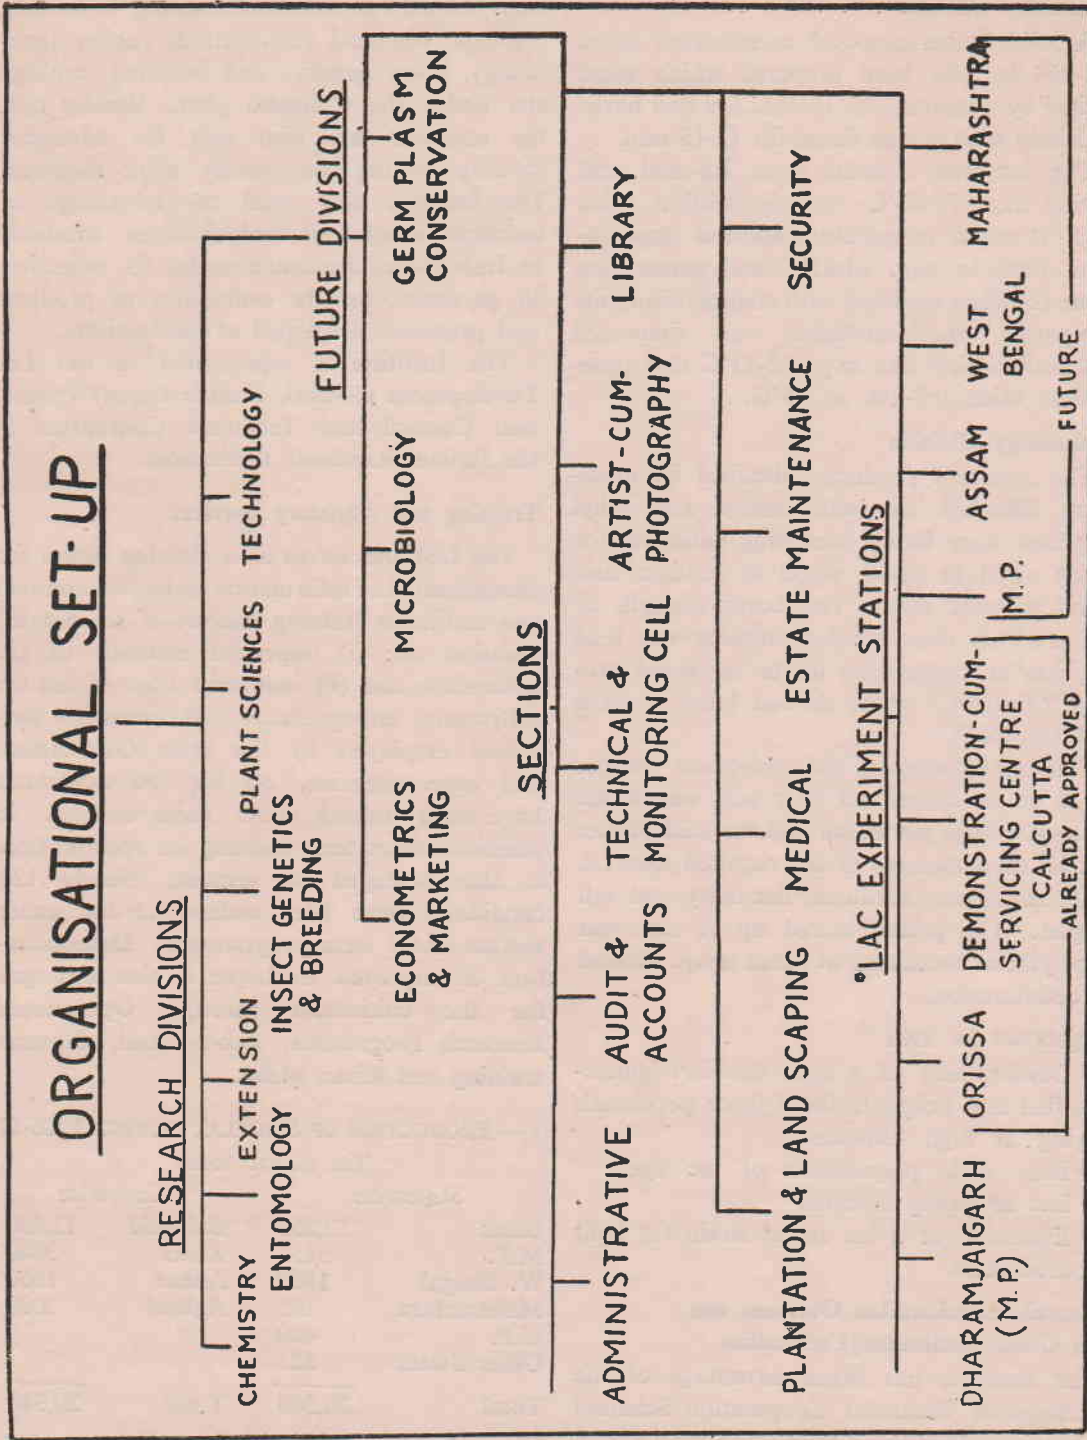 ORGANISATIONAL SET-UP
RESEARCH DIVISIONS
CHEMISTRY
ENTOMOLOGY
EXTENSION
INSECT GENETICS
& BREEDING
PLANT SCIENCES
TECHNOLOGY
FUTURE DIVISIONS
ECONOMETRICS
& MARKETING
MICROBIOLOGY
GERM PLASM
CONSERVATION
SECTIONS
ADMINISTRATIVE
AUDIT &
ACCOUNTS
TECHNICAL &
MONITORING CELL
ARTIST-CUM-
PHOTOGRAPHY
LIBRARY
PLANTATION & LAND SCAPING
MEDICAL
ESTATE MAINTENANCE
SECURITY
*LAC EXPERIMENT STATIONS
DHARAMJAIGARH
(M.P.)
ORISSA
DEMONSTRATION-CUM-
SERVICING CENTRE
CALCUTTA
M.P.
ASSAM
WEST
BENGAL
MAHARASHTRA
ALREADY APPROVED
FUTURE